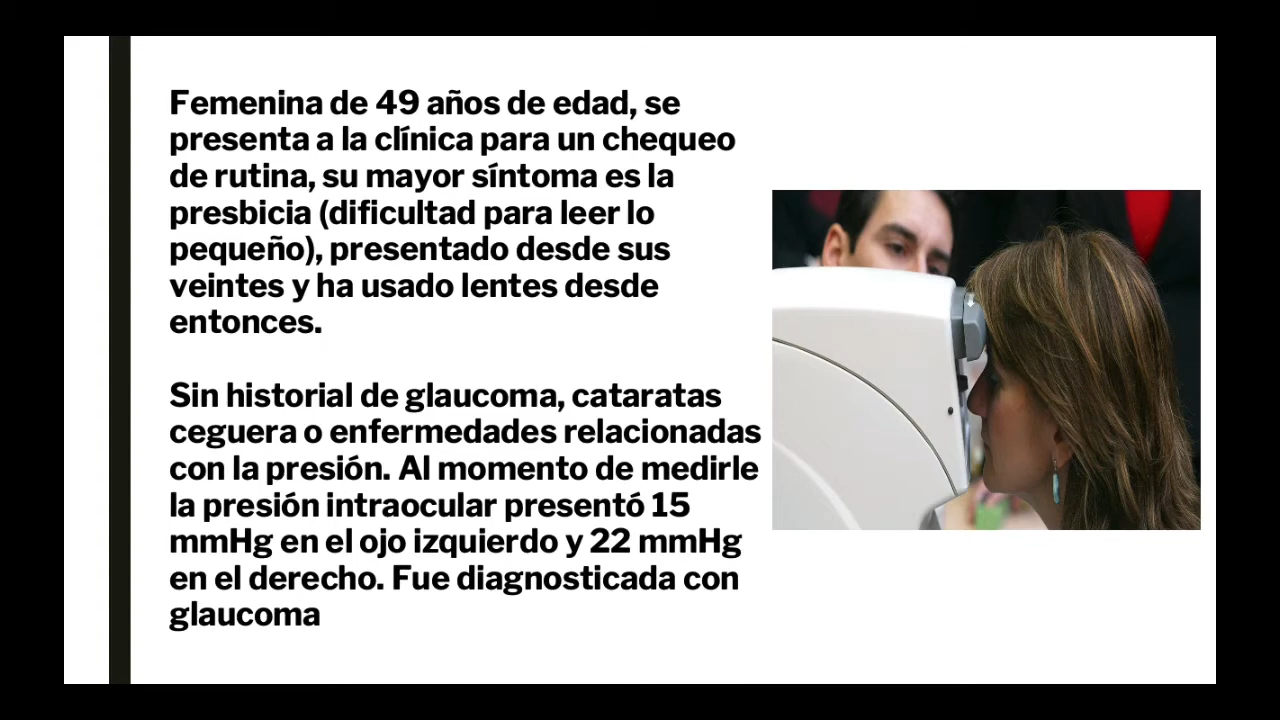 Femenina de 49 años de edad, se
presenta a la clínica para un chequeo
de rutina, su mayor síntoma es la
presbicia (dificultad para leer lo
pequeño), presentado desde sus
veintes y ha usado lentes desde
entonces.
Sin historial de glaucoma, cataratas
ceguera o enfermedades relacionadas
con la presión. Al momento de medirle
la presión intraocular presentó 15
mmHg en el ojo izquierdo y 22 mmHg
en el derecho. Fue diagnosticada con
glaucoma